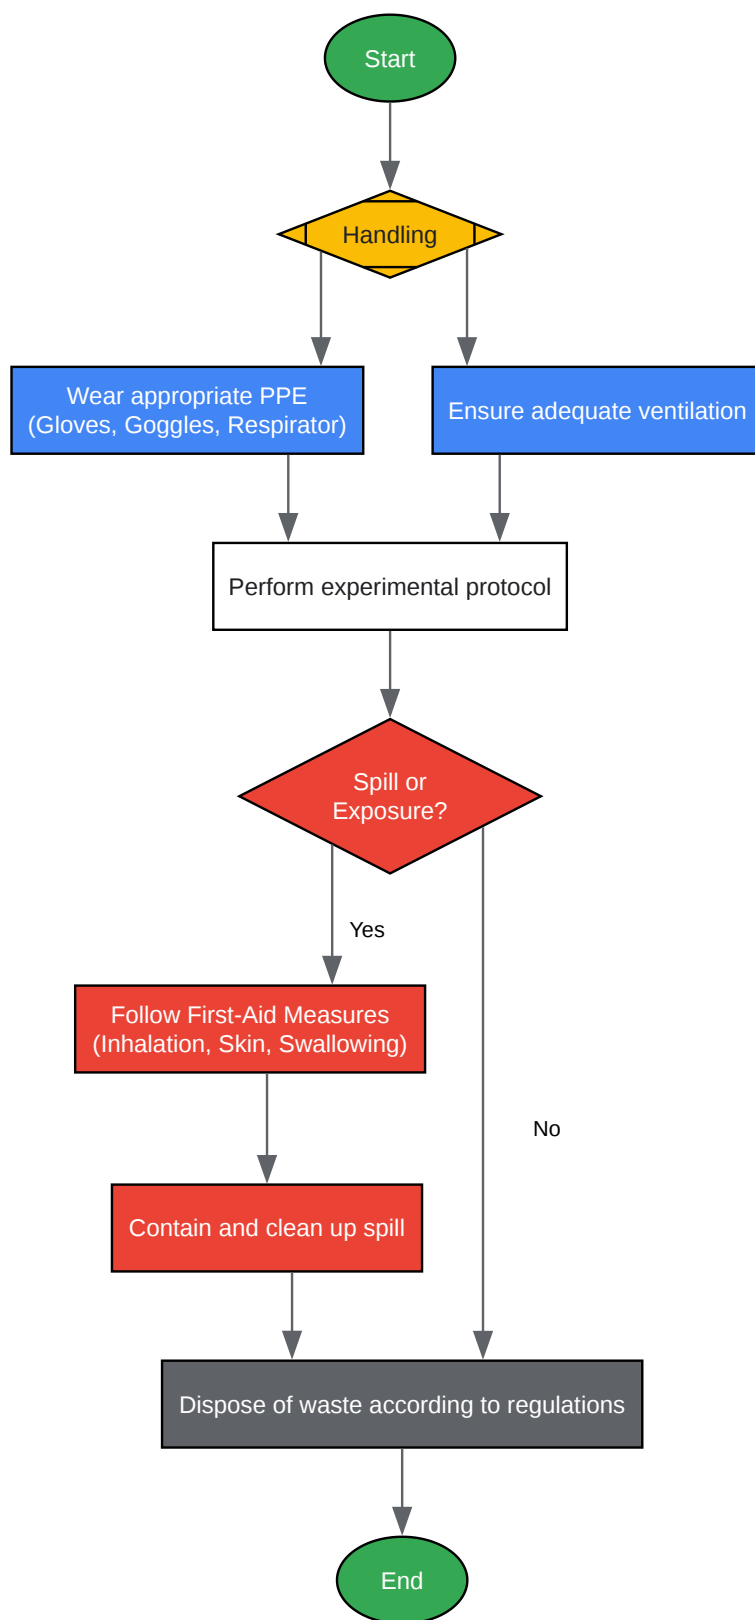 Start
Handling
Wear appropriate PPE
(Gloves, Goggles, Respirator)
Ensure adequate ventilation
Perform experimental protocol
Spill or
Exposure?
Yes
Follow First-Aid Measures
(Inhalation, Skin, Swallowing)
No
Contain and clean up spill
Dispose of waste according to regulations
End